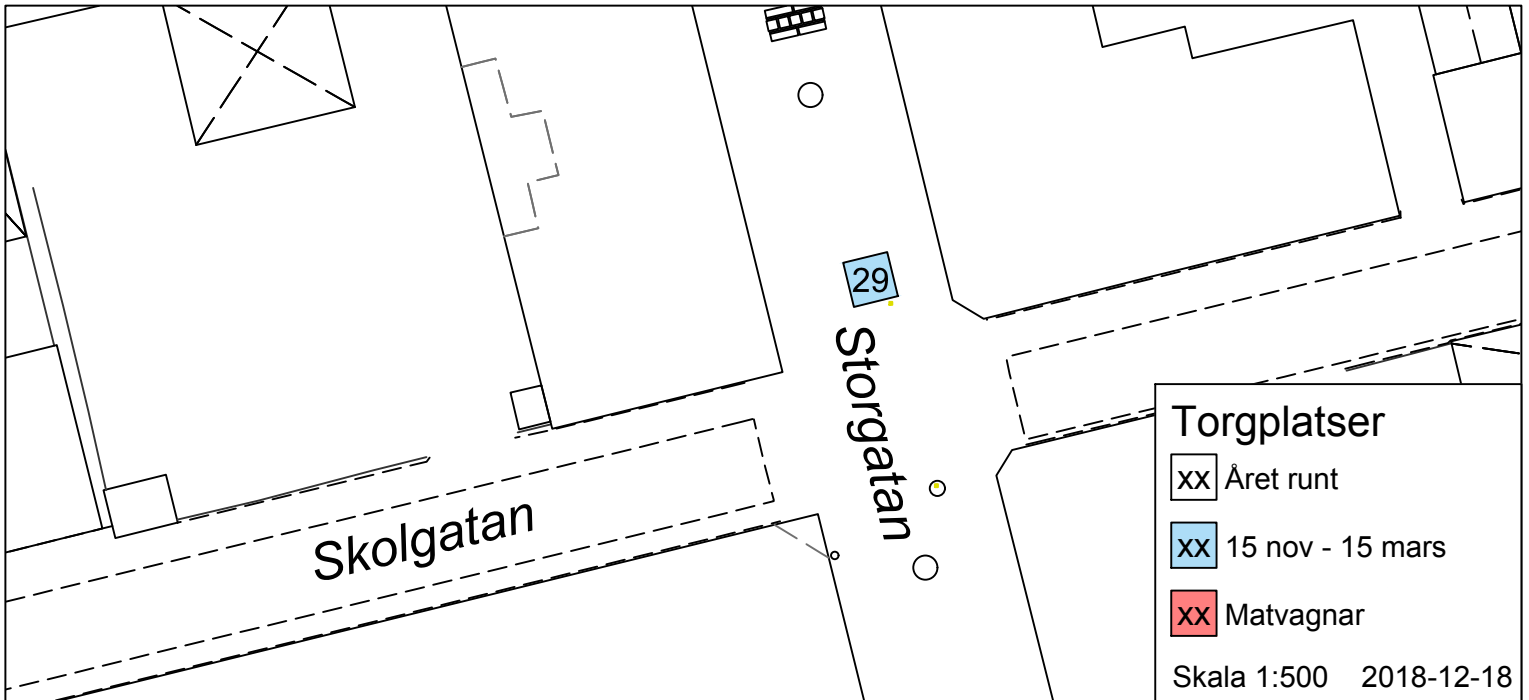 29
Storgatan
Skolgatan
Torgplatser
xx Året runt
xx 15 nov - 15 mars
xx Matvagnar
Skala 1:500 2018-12-18